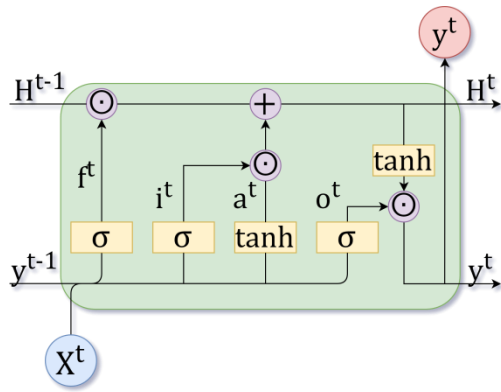 y^t
H^{t-1}
H^t
+
tanh
f^t
i^t
a^t
o^t
σ
σ
tanh
σ
y^{t-1}
y^t
X^t